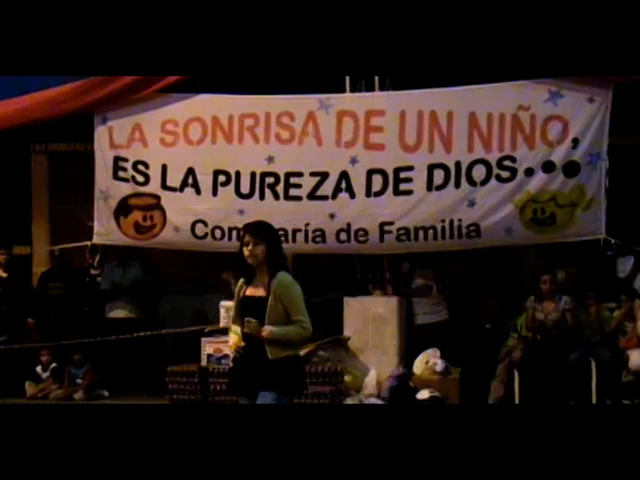 LA SONRISA DE UN NIÑO,
ES LA PUREZA DE DIOS...
de Familia